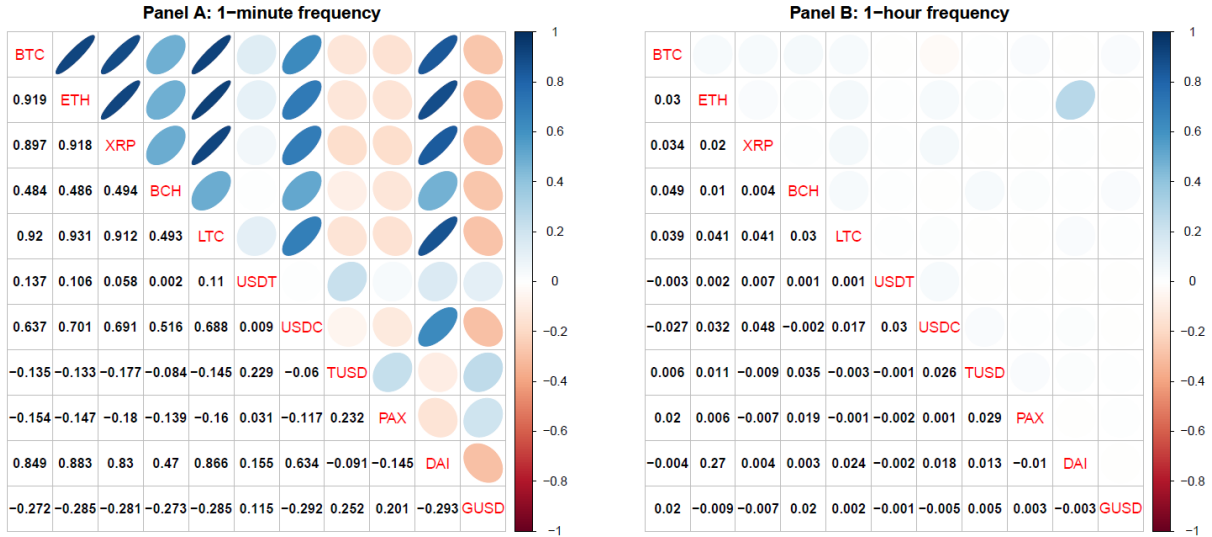 Panel A: 1−minute frequency
BTC
0.919 ETH
0.897 0.918 XRP
0.484 0.486 0.494 BCH
0.92 0.931 0.912 0.493 LTC
0.137 0.106 0.058 0.002 0.11 USDT
0.637 0.701 0.691 0.516 0.688 0.009 USDC
−0.135 −0.133 −0.177 −0.084 −0.145 0.229 −0.06 TUSD
−0.154 −0.147 −0.18 −0.139 −0.16 0.031 −0.117 0.232 PAX
0.849 0.883 0.83 0.47 0.866 0.155 0.634 −0.091 −0.145 DAI
−0.272 −0.285 −0.281 −0.273 −0.285 0.115 −0.292 0.252 0.201 −0.293 GUSD
1
0.8
0.6
0.4
0.2
0
−0.2
−0.4
−0.6
−0.8
−1
Panel B: 1−hour frequency
BTC
0.03 ETH
0.034 0.02 XRP
0.049 0.01 0.004 BCH
0.039 0.041 0.041 0.03 LTC
−0.003 0.002 0.007 0.001 0.001 USDT
−0.027 0.032 0.048 −0.002 0.017 0.03 USDC
0.006 0.011 −0.009 0.035 −0.003 −0.001 0.026 TUSD
0.02 0.006 −0.007 0.019 −0.001 −0.002 0.001 0.029 PAX
−0.004 0.27 0.004 0.003 0.024 −0.002 0.018 0.013 −0.01 DAI
0.02 −0.009 −0.007 0.02 0.002 −0.001 −0.005 0.005 0.003 −0.003 GUSD
1
0.8
0.6
0.4
0.2
0
−0.2
−0.4
−0.6
−0.8
−1